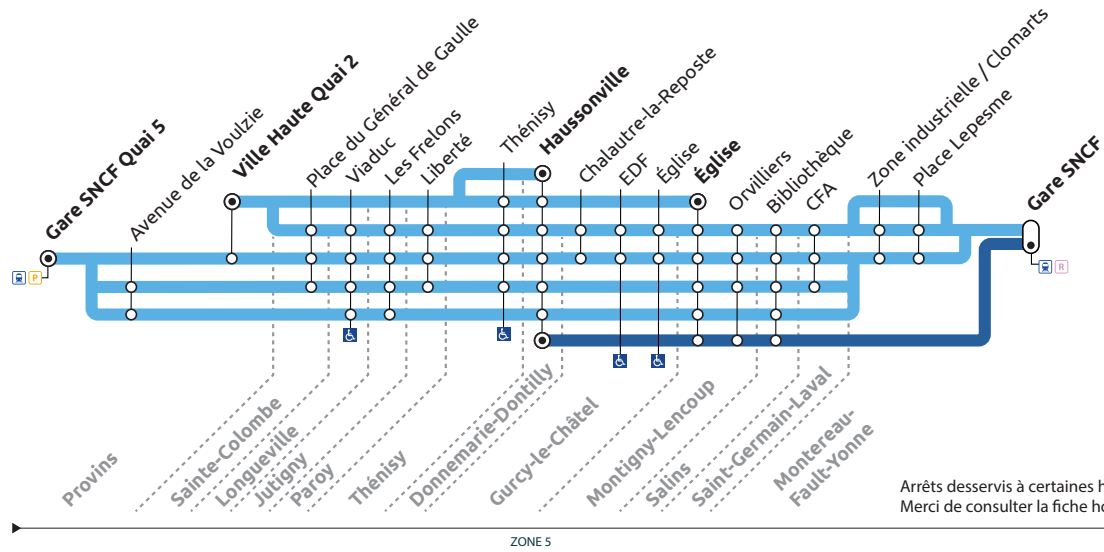 Gare SNCF Quai 5
Avenue de la Voulzie
Ville Haute Quai 2
Place du Général de Gaulle
Viaduc
Les Frelons
Liberté
Thénisy
Haussonville
Chalautre-la-Reposte
EDF
Église
Église
Orvilliers
Bibliothèque
CFA
Zone industrielle / Clomarts
Place Lepesme
Gare SNCF
P
R
Provins
Sainte-Colombe
Longueville
Jutigny
Paroy
Thénisy
Donnemarie-Dontilly
Gurcy-le-Châtel
Montigny-Lencoup
Salins
Saint-Germain-Laval
Montereau-
Fault-Yonne
Arrêts desservis à certaines h
Merci de consulter la fiche ho
ZONE 5